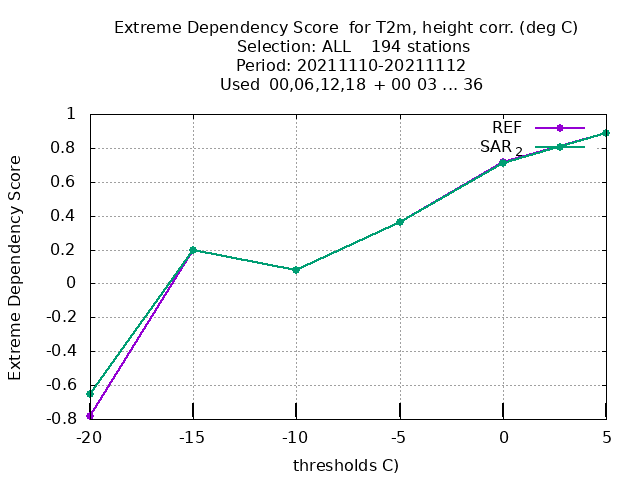 Extreme Dependency Score for T2m, height corr. (deg C)
Selection: ALL 194 stations
Period: 20211110-20211112
Used 00,06,12,18 + 00 03 ... 36
REF
SAR 2
1
0.8
0.6
0.4
0.2
0
-0.2
-0.4
-0.6
-0.8
Extreme Dependency Score
-20 -15 -10 -5 0 5
thresholds C)